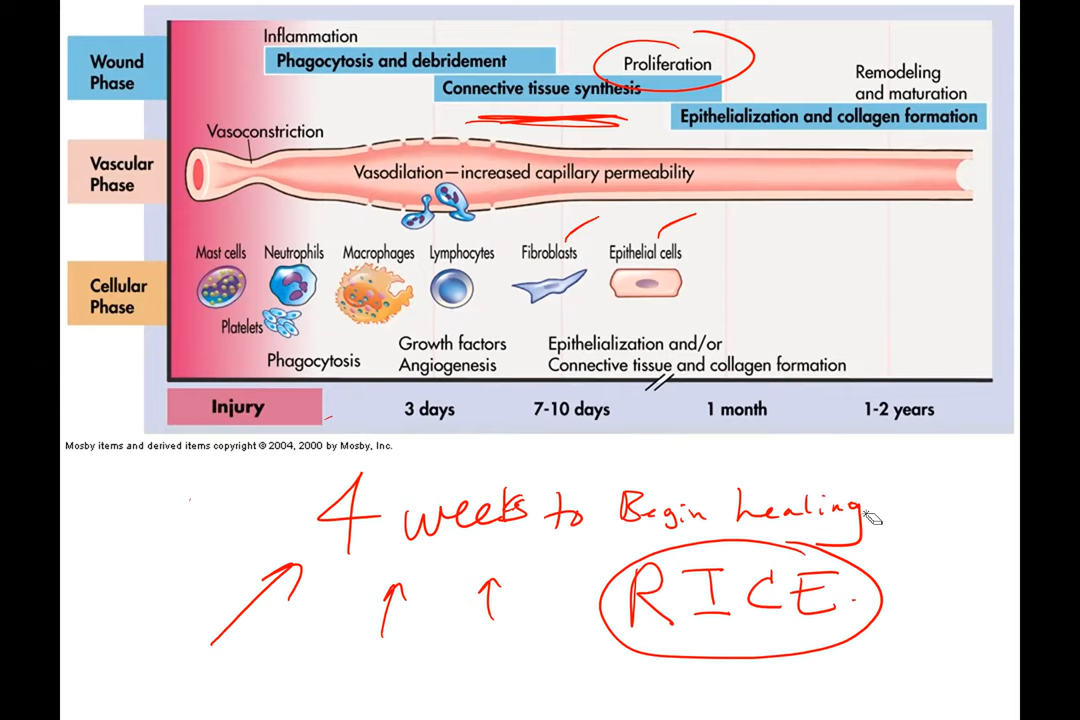 Wound
Phase
Inflammation
Phagocytosis and debridement
Connective tissue synthesis
Proliferation
Remodeling
and maturation
Epithelialization and collagen formation
Vascular
Phase
Vasoconstriction
Vasodilation—increased capillary permeability
Cellular
Phase
Mast cells
Neutrophils
Macrophages
Lymphocytes
Fibroblasts
Epithelial cells
Platelets
Phagocytosis
Growth factors
Angiogenesis
Epithelialization and/or
Connective tissue and collagen formation
Injury
3 days
7-10 days
1 month
1-2 years
Mosby items and derived items copyright © 2004, 2000 by Mosby, Inc.
4 weeks to Begin healing
RICE.